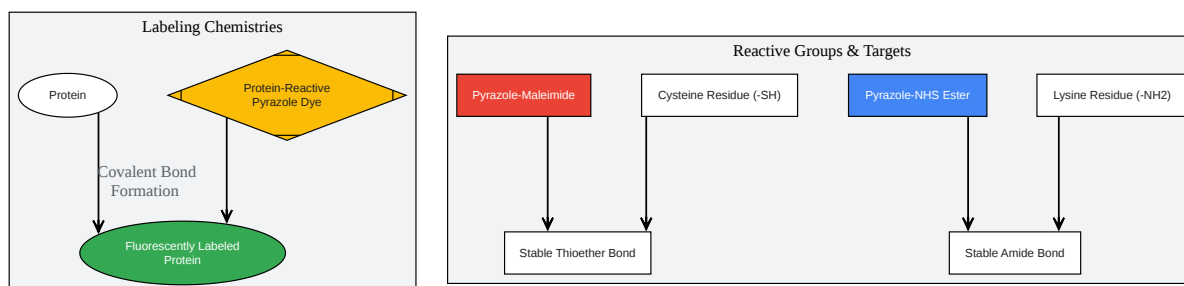 Labeling Chemistries
Protein
Protein-Reactive
Pyrazole Dye
Covalent Bond
Formation
Fluorescently Labeled
Protein
Reactive Groups & Targets
Pyrazole-Maleimide
Cysteine Residue (-SH)
Pyrazole-NHS Ester
Lysine Residue (-NH2)
Stable Thioether Bond
Stable Amide Bond